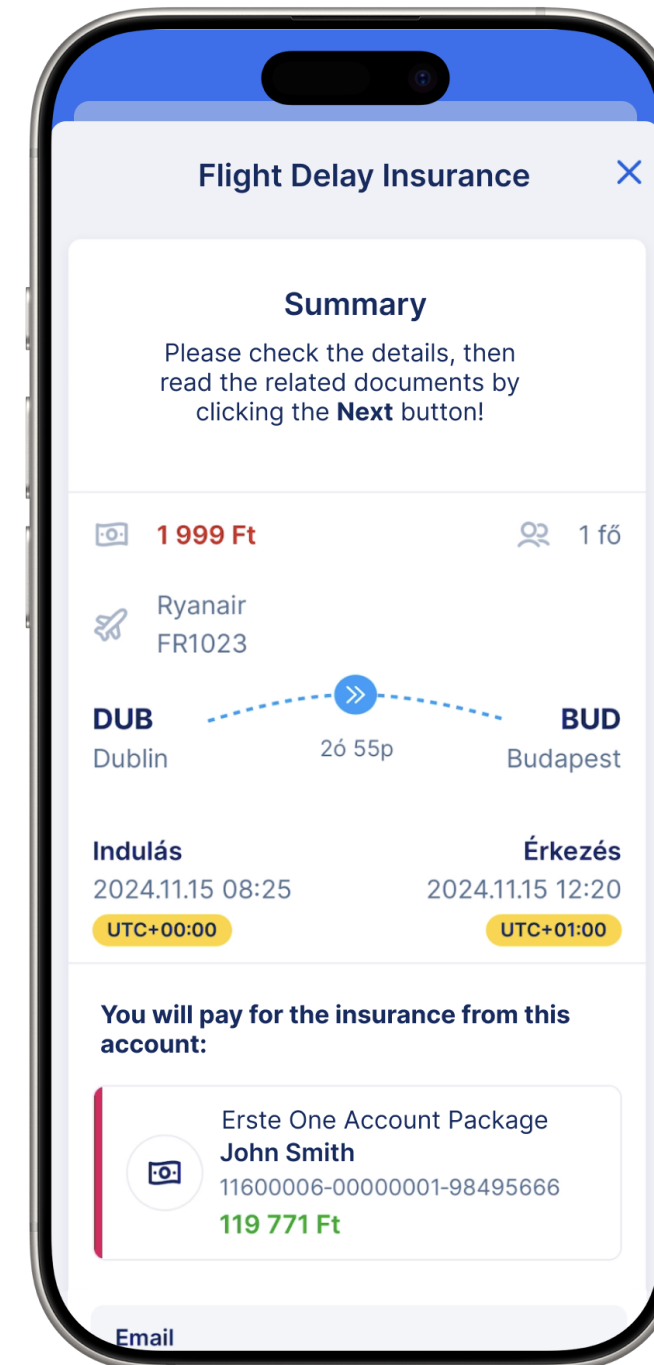 Flight Delay Insurance
Summary
Please check the details, then
read the related documents by
clicking the Next button!
1 999 Ft
1 fő
Ryanair
FR1023
DUB
BUD
Dublin
2ó 55p
Budapest
Indulás
Érkezés
2024.11.15 08:25
2024.11.15 12:20
UTC+00:00
UTC+01:00
You will pay for the insurance from this
account:
Erste One Account Package
John Smith
11600006-00000001-98495666
119 771 Ft
Email